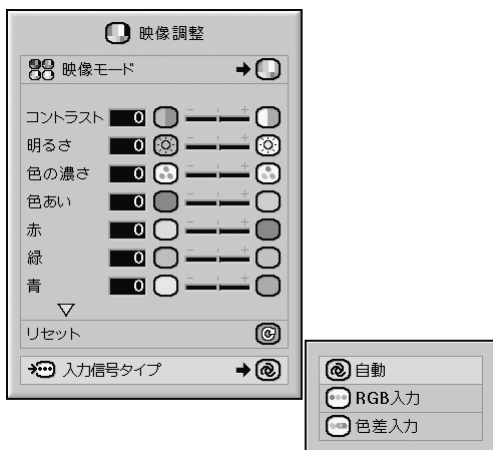 映像調整
映像モード
コントラスト 0 - +
明るさ 0 - +
色の濃さ 0 - +
色あい 0 - +
赤 0 - +
緑 0 - +
青 0 - +
リセット
入力信号タイプ
自動
RGB入力
色差入力